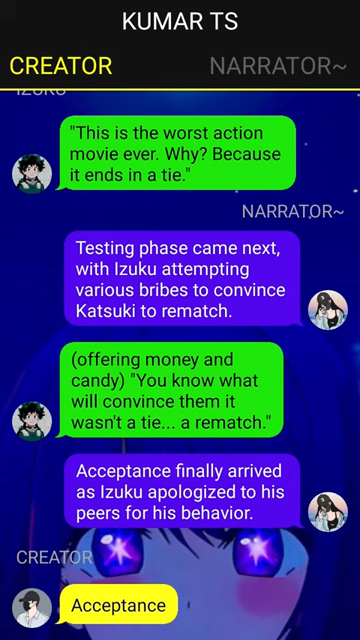 KUMAR TS
CREATOR
NARRATOR~
IZUKU
"This is the worst action
movie ever. Why? Because
it ends in a tie."
NARRATOR~
Testing phase came next,
with Izuku attempting
various bribes to convince
Katsuki to rematch.
(offering money and
candy) "You know what
will convince them it
wasn't a tie... a rematch."
Acceptance finally arrived
as Izuku apologized to his
peers for his behavior.
CREATOR
Acceptance